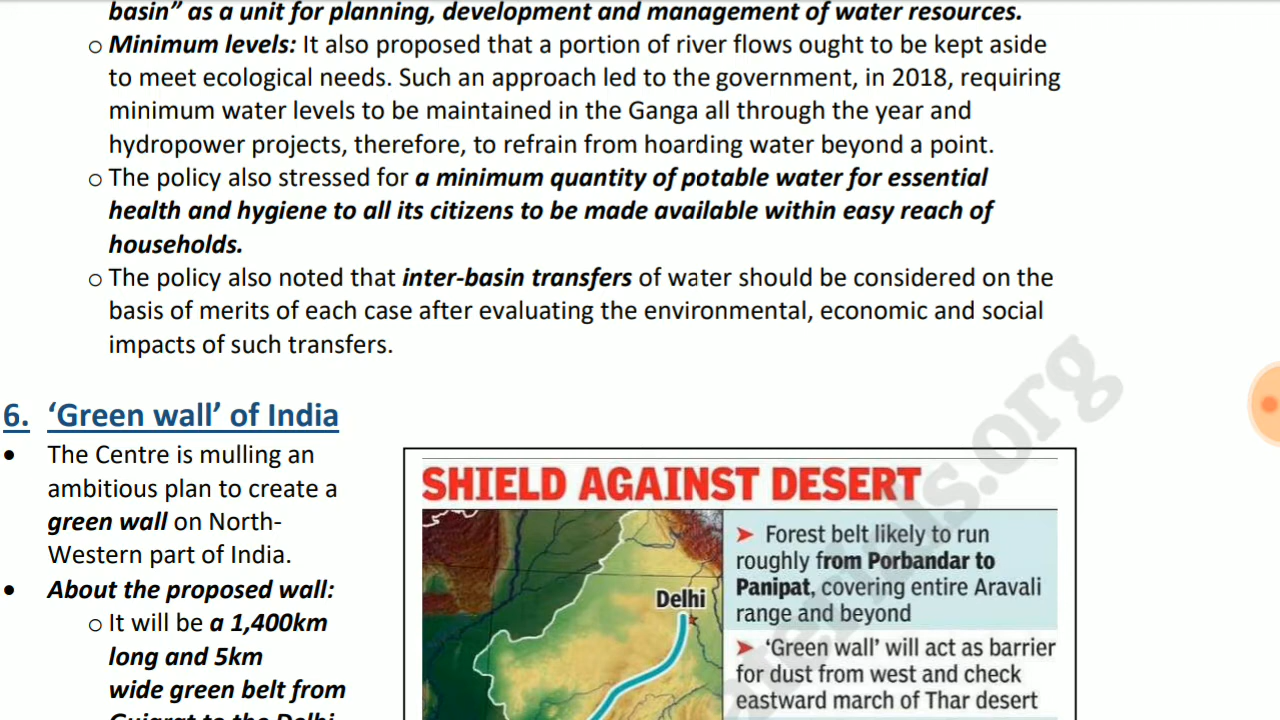 basin” as a unit for planning, development and management of water resources.
o Minimum levels: It also proposed that a portion of river flows ought to be kept aside
to meet ecological needs. Such an approach led to the government, in 2018, requiring
minimum water levels to be maintained in the Ganga all through the year and
hydropower projects, therefore, to refrain from hoarding water beyond a point.
o The policy also stressed for a minimum quantity of potable water for essential
health and hygiene to all its citizens to be made available within easy reach of
households.
o The policy also noted that inter-basin transfers of water should be considered on the
basis of merits of each case after evaluating the environmental, economic and social
impacts of such transfers.
6. ‘Green wall’ of India
• The Centre is mulling an
ambitious plan to create a
green wall on North-
Western part of India.
• About the proposed wall:
o It will be a 1,400km
long and 5km
wide green belt from
Gujarat to the Delhi
SHIELD AGAINST DESERT
Delhi
➤ Forest belt likely to run
roughly from Porbandar to
Panipat, covering entire Aravali
range and beyond
➤ ‘Green wall’ will act as barrier
for dust from west and check
eastward march of Thar desert